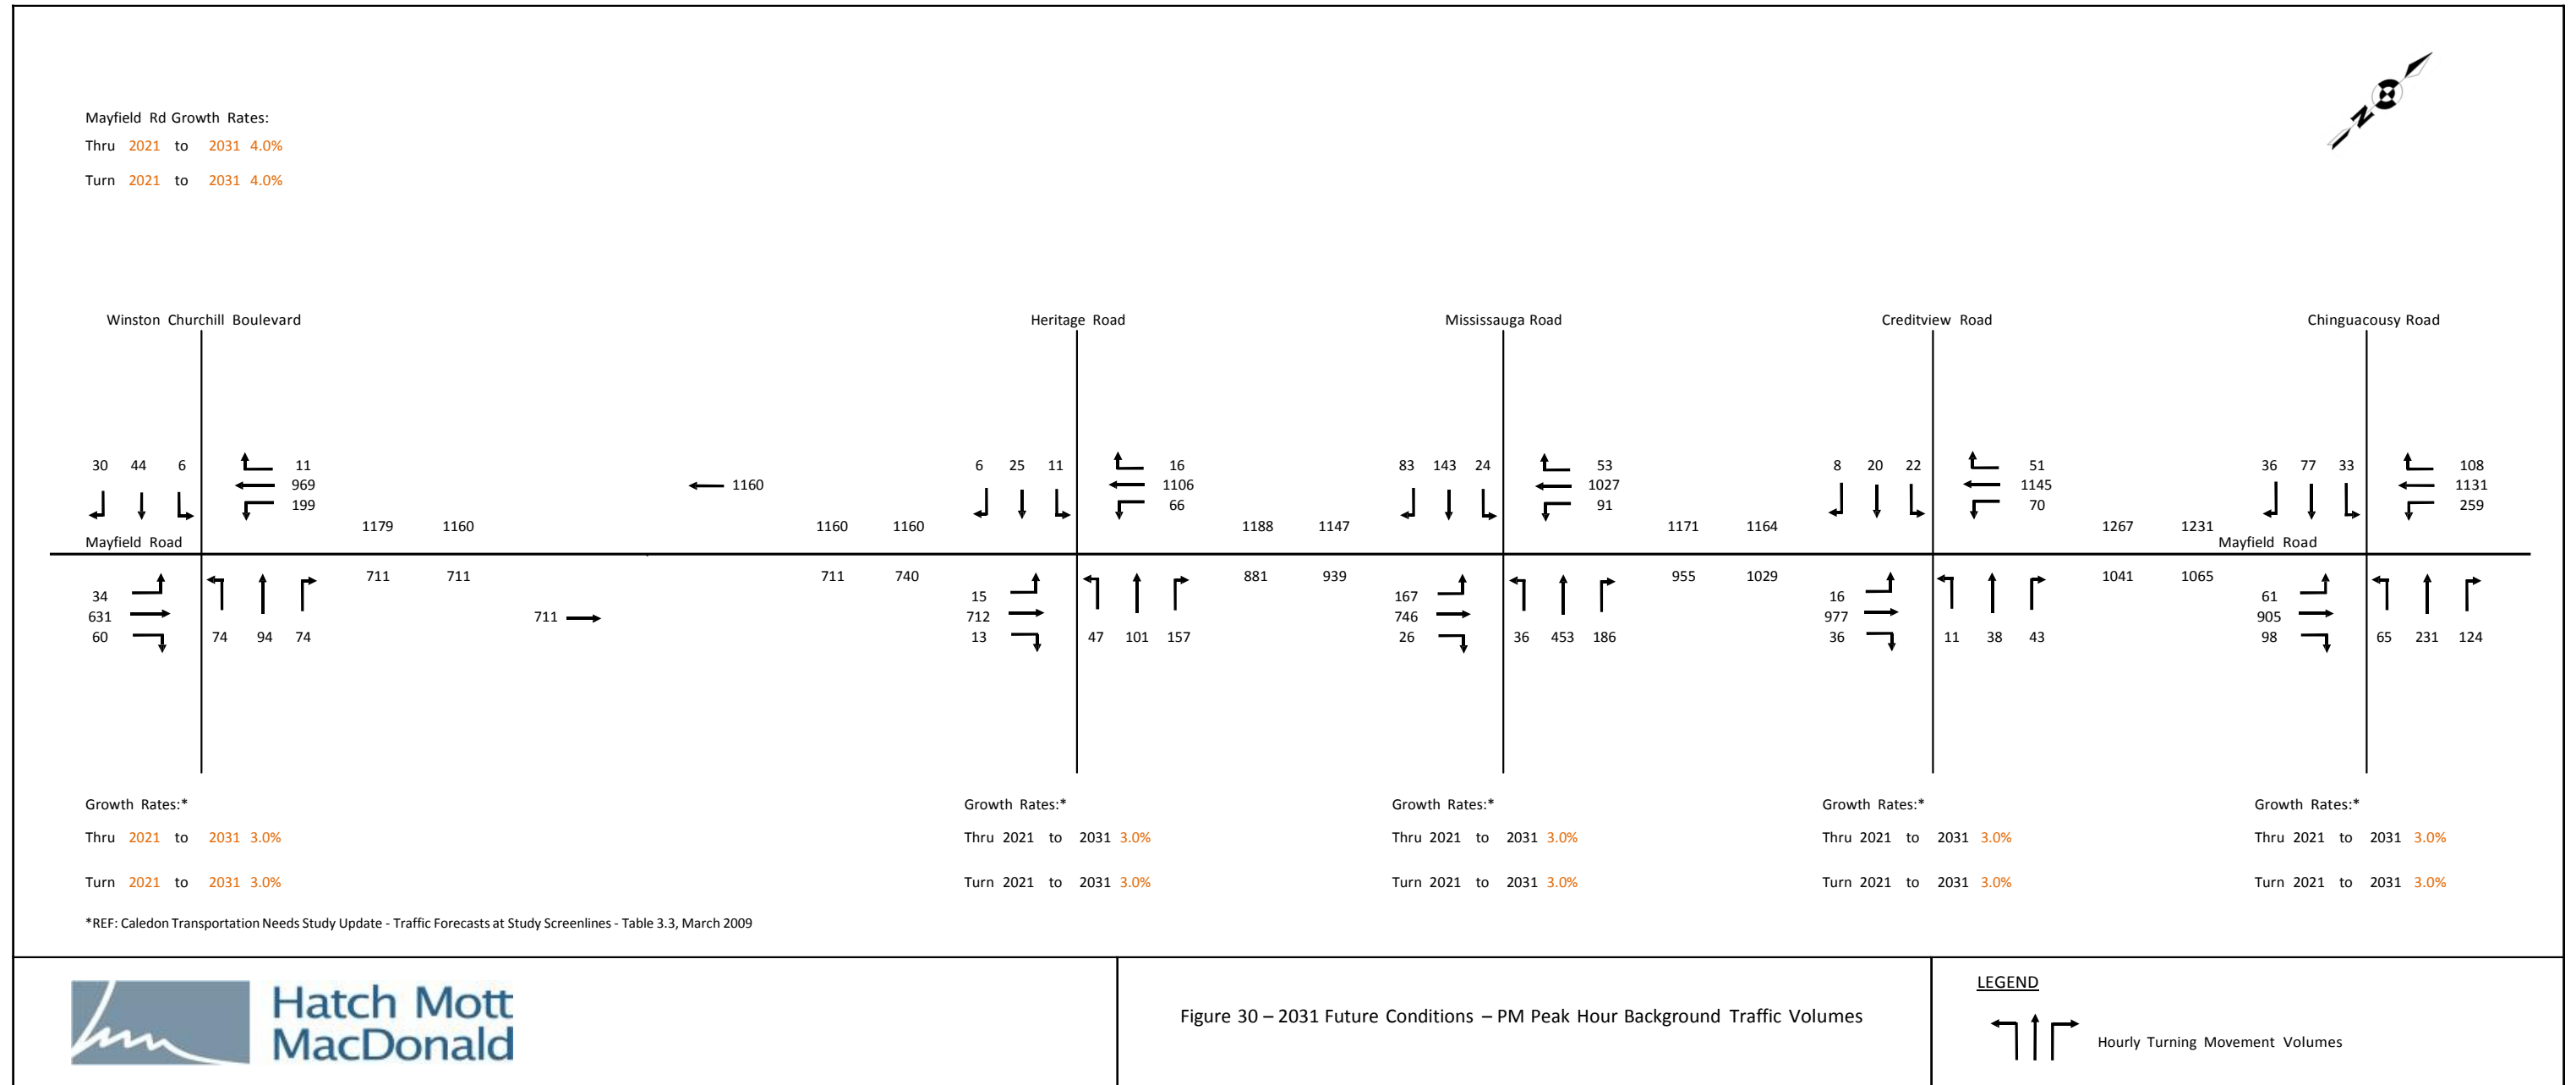 N
Mayfield Rd Growth Rates:
Thru 2021 to 2031 4.0%
Turn 2021 to 2031 4.0%
Winston Churchill Boulevard Heritage Road Mississauga Road Creditview Road Chinguacousy Road
30 44 6 11 6 25 11 16 83 143 24 53 8 20 22 51 36 77 33 108
969 1160 1106 1027 1145 1131
199 66 91 70 259
1179 1160 1160 1160 1188 1147 1171 1164 1267 1231
Mayfield Road Mayfield Road
711 711 711 740 881 939 955 1029 1041 1065
34 15 167 16 61
631 711 712 746 977 905
60 74 94 74 13 47 101 157 26 36 453 186 36 11 38 43 98 65 231 124
Growth Rates:* Growth Rates:* Growth Rates:* Growth Rates:* Growth Rates:*
Thru 2021 to 2031 3.0% Thru 2021 to 2031 3.0% Thru 2021 to 2031 3.0% Thru 2021 to 2031 3.0% Thru 2021 to 2031 3.0%
Turn 2021 to 2031 3.0% Turn 2021 to 2031 3.0% Turn 2021 to 2031 3.0% Turn 2021 to 2031 3.0% Turn 2021 to 2031 3.0%
*REF: Caledon Transportation Needs Study Update - Traffic Forecasts at Study Screenlines - Table 3.3, March 2009
Hatch Mott
MacDonald
Figure 30 – 2031 Future Conditions – PM Peak Hour Background Traffic Volumes
LEGEND
Hourly Turning Movement Volumes